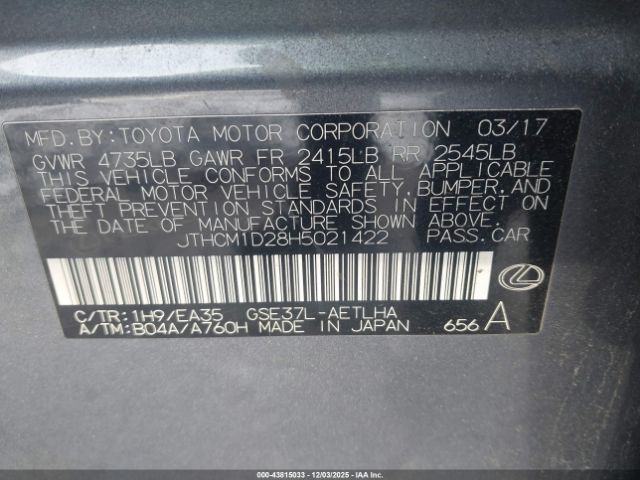 MFD.BY:TOYOTA MOTOR CORPORATION 03/17
GVWR 4735LB GAWR FR 2415LB RR 2545LB
THIS VEHICLE CONFORMS TO ALL APPLICABLE
FEDERAL MOTOR VEHICLE SAFETY,BUMPER,AND
THEFT PREVENTION STANDARDS IN EFFECT ON
THE DATE OF MANUFACTURE SHOWN ABOVE.
JTHCM1D28H5021422 PASS.CAR
C/TR:1H9/EA35 GSE37L-AETLHA
A/TM:B04A/A760H MADE IN JAPAN 656 A
000-43815033 - 12/03/2025 - IAAI.com